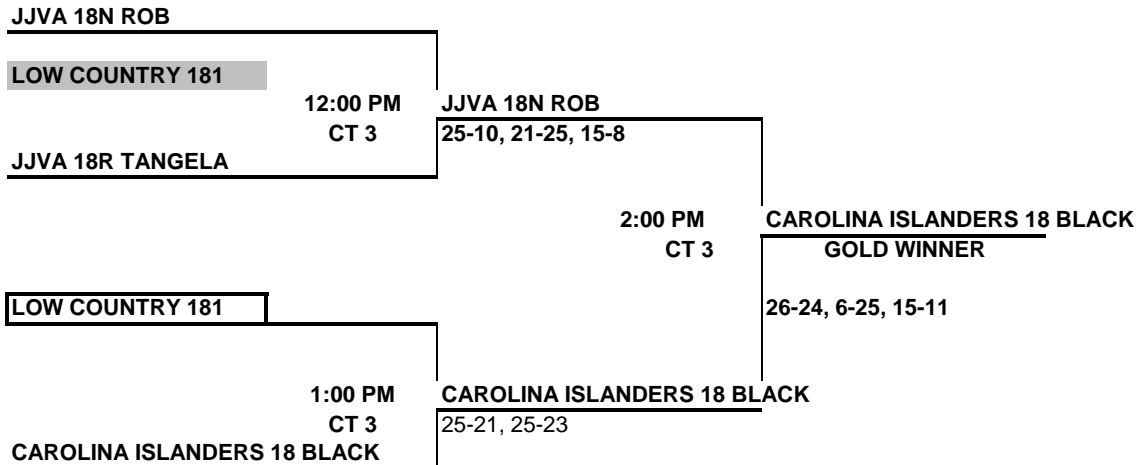 JJVA 18N ROB
LOW COUNTRY 181
12:00 PM JJVA 18N ROB
CT 3 25-10, 21-25, 15-8
JJVA 18R TANGELA
2:00 PM CAROLINA ISLANDERS 18 BLACK
CT 3 GOLD WINNER
LOW COUNTRY 181 26-24, 6-25, 15-11
1:00 PM CAROLINA ISLANDERS 18 BLACK
CT 3 25-21, 25-23
CAROLINA ISLANDERS 18 BLACK